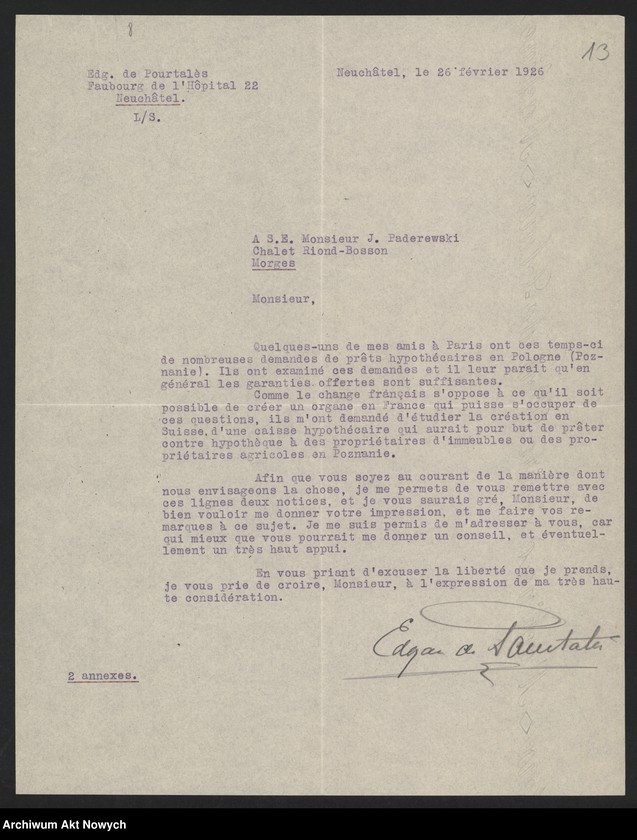 8
13
Edg. de Pourtalès
Faubourg de l'Hôpital 22
Neuchâtel.
L/S.
Neuchâtel, le 26 février 1926
A S.E. Monsieur J. Paderewski
Chalet Riond-Bosson
Morges
Monsieur,
Quelques-uns de mes amis à Paris ont ces temps-ci
de nombreuses demandes de prêts hypothécaires en Pologne (Poz-
nanie). Ils ont examiné ces demandes et il leur parait qu'en
général les garanties offertes sont suffisantes.
Comme le change français s'oppose à ce qu'il soit
possible de créer un organe en France qui puisse s'occuper de
ces questions, ils m'ont demandé d'étudier la création en
Suisse d'une caisse hypothécaire qui aurait pour but de prêter
contre hypothèque à des propriétaires d'immeubles ou des pro-
priétaires agricoles en Poznanie.
Afin que vous soyez au courant de la manière dont
nous envisageons la chose, je me permets de vous remettre avec
ces lignes deux notices, et je vous saurais gré, Monsieur, de
bien vouloir me donner votre impression, et me faire vos re-
marques à ce sujet. Je me suis permis de m'adresser à vous, car
qui mieux que vous pourrait me donner un conseil, et éventuel-
lement un très haut appui.
En vous priant d'excuser la liberté que je prends,
je vous prie de croire, Monsieur, à l'expression de ma très hau-
te considération.
Edgar de Pourtalès
2 annexes.
Archiwum Akt Nowych